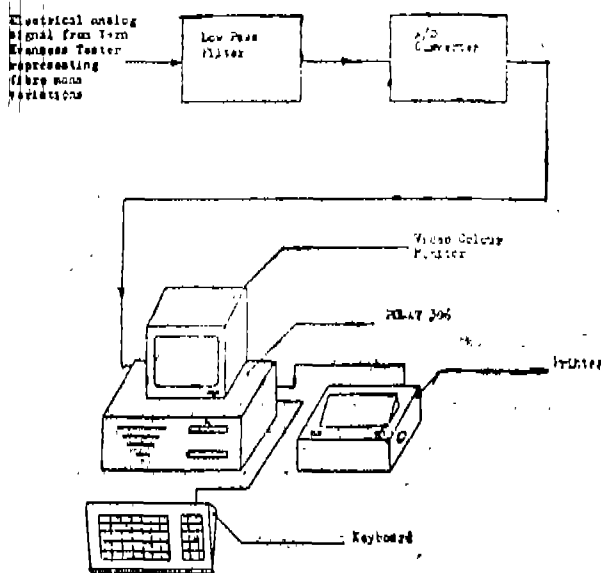 Electrical analog
signal from Yarn
Evenness Tester
representing
fibre mass
variations
Low Pass
Filter
A/D
Converter
Video Colour
Monitor
Printer
Keyboard